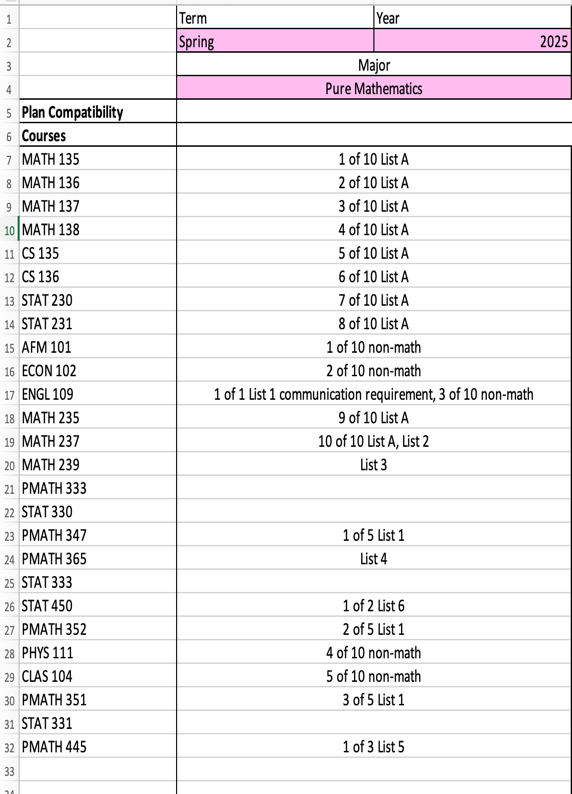 1 Term Year
2 Spring 2025
3 Major
4 Pure Mathematics
5 Plan Compatibility
6 Courses
7 MATH 135 1 of 10 List A
8 MATH 136 2 of 10 List A
9 MATH 137 3 of 10 List A
10 MATH 138 4 of 10 List A
11 CS 135 5 of 10 List A
12 CS 136 6 of 10 List A
13 STAT 230 7 of 10 List A
14 STAT 231 8 of 10 List A
15 AFM 101 1 of 10 non-math
16 ECON 102 2 of 10 non-math
17 ENGL 109 1 of 1 List 1 communication requirement, 3 of 10 non-math
18 MATH 235 9 of 10 List A
19 MATH 237 10 of 10 List A, List 2
20 MATH 239 List 3
21 PMATH 333
22 STAT 330
23 PMATH 347 1 of 5 List 1
24 PMATH 365 List 4
25 STAT 333
26 STAT 450 1 of 2 List 6
27 PMATH 352 2 of 5 List 1
28 PHYS 111 4 of 10 non-math
29 CLAS 104 5 of 10 non-math
30 PMATH 351 3 of 5 List 1
31 STAT 331
32 PMATH 445 1 of 3 List 5
33